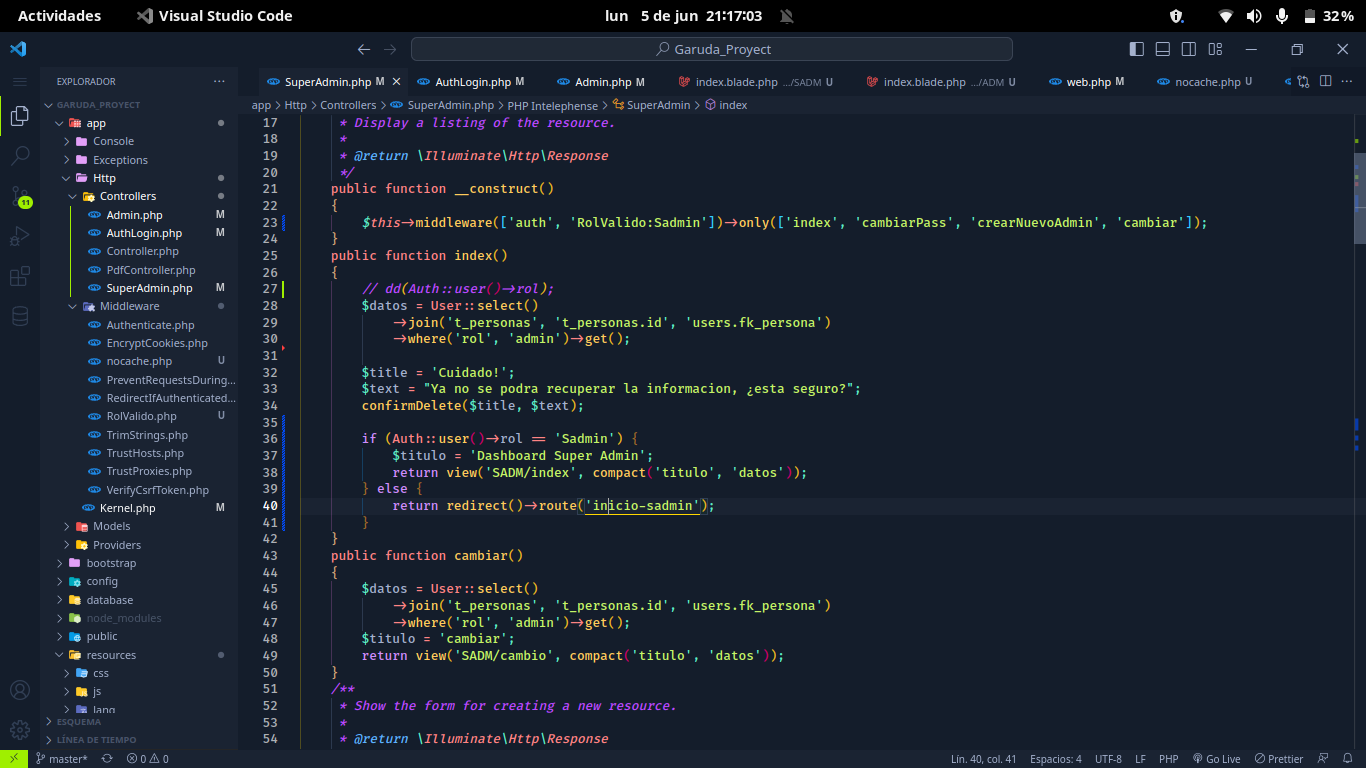 Actividades
Visual Studio Code
lun 5 de jun 21:17:03
32 %
Garuda_Proyect
EXPLORADOR
SuperAdmin.php M
AuthLogin.php M
Admin.php M
index.blade.php .../SADM U
index.blade.php .../ADM U
web.php M
nocache.php U
app > Http > Controllers > SuperAdmin.php > PHP Intelephense > SuperAdmin > index
GARUDA_PROYECT
app
Console
Exceptions
Http
Controllers
Admin.php M
AuthLogin.php M
Controller.php
PdfController.php
SuperAdmin.php M
Middleware
Authenticate.php
EncryptCookies.php
nocache.php U
PreventRequestsDuring...
RedirectIfAuthenticated...
RolValido.php U
TrimStrings.php
TrustHosts.php
TrustProxies.php
VerifyCsrfToken.php
Kernel.php M
Models
Providers
bootstrap
config
database
node_modules
public
resources
css
js
lang
ESQUEMA
LÍNEA DE TIEMPO
11
17 * Display a listing of the resource.
18 *
19 * @return \Illuminate\Http\Response
20 */
21 public function __construct()
22 {
23 $this->middleware(['auth', 'RolValido:Sadmin'])->only(['index', 'cambiarPass', 'crearNuevoAdmin', 'cambiar']);
24 }
25 public function index()
26 {
27 // dd(Auth::user()->rol);
28 $datos = User::select()
29 ->join('t_personas', 't_personas.id', 'users.fk_persona')
30 ->where('rol', 'admin')->get();
31
32 $title = 'Cuidado!';
33 $text = "Ya no se podra recuperar la informacion, ¿esta seguro?";
34 confirmDelete($title, $text);
35
36 if (Auth::user()->rol == 'Sadmin') {
37 $titulo = 'Dashboard Super Admin';
38 return view('SADM/index', compact('titulo', 'datos'));
39 } else {
40 return redirect()->route('inicio-sadmin');
41 }
42 }
43 public function cambiar()
44 {
45 $datos = User::select()
46 ->join('t_personas', 't_personas.id', 'users.fk_persona')
47 ->where('rol', 'admin')->get();
48 $titulo = 'cambiar';
49 return view('SADM/cambio', compact('titulo', 'datos'));
50 }
51 /**
52 * Show the form for creating a new resource.
53 *
54 * @return \Illuminate\Http\Response
master*
0
0
Lín. 40, col. 41
Espacios: 4
UTF-8
LF
PHP
Go Live
Prettier